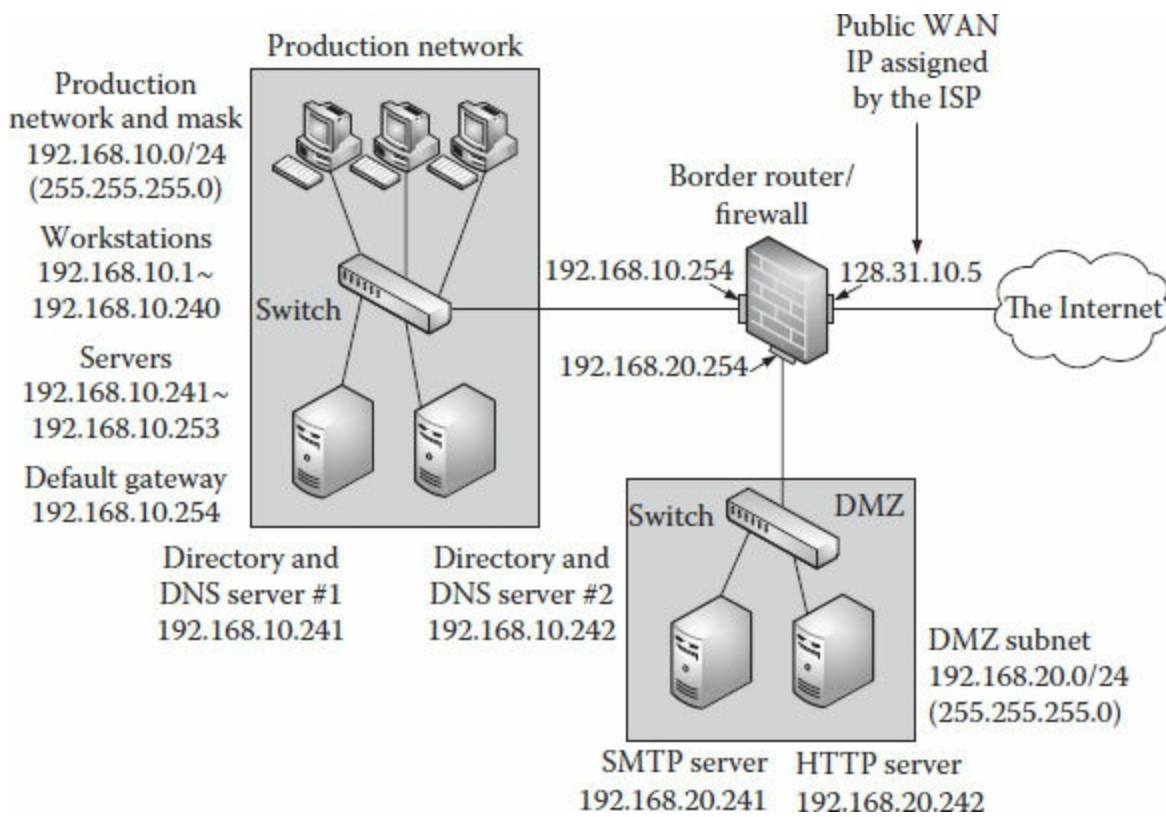 Production network
Public WAN
IP assigned
by the ISP
Production
network and mask
192.168.10.0/24
(255.255.255.0)
Workstations
192.168.10.1~
192.168.10.240
Servers
192.168.10.241~
192.168.10.253
Default gateway
192.168.10.254
Switch
Directory and
DNS server #1
192.168.10.241
Directory and
DNS server #2
192.168.10.242
Border router/
firewall
192.168.10.254
128.31.10.5
192.168.20.254
The Internet
Switch
DMZ
DMZ subnet
192.168.20.0/24
(255.255.255.0)
SMTP server
192.168.20.241
HTTP server
192.168.20.242